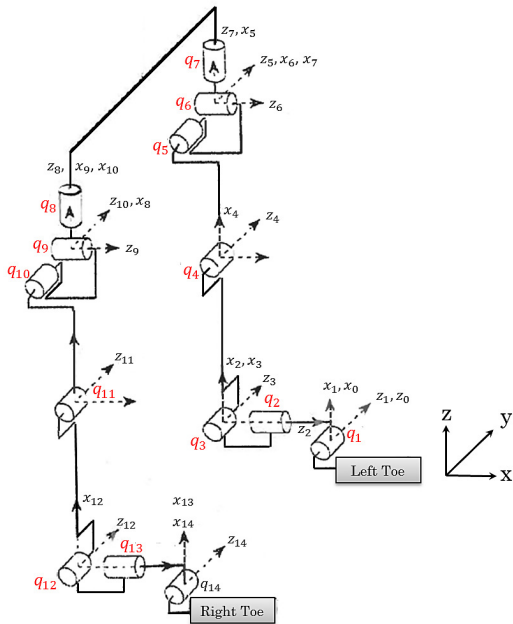 z₇, x₅
q₇
z₅, x₆, x₇
q₆
z₆
q₅
z₈, x₉, x₁₀
q₈
z₁₀, x₈
q₉
z₉
q₁₀
x₄
z₄
q₄
z₁₁
q₁₁
x₂, x₃
z₃
q₂
q₃
z₂
x₁, x₀
z₁, z₀
q₁
Left Toe
z
y
x
x₁₂
z₁₂
q₁₃
q₁₂
x₁₃
x₁₄
z₁₄
q₁₄
Right Toe